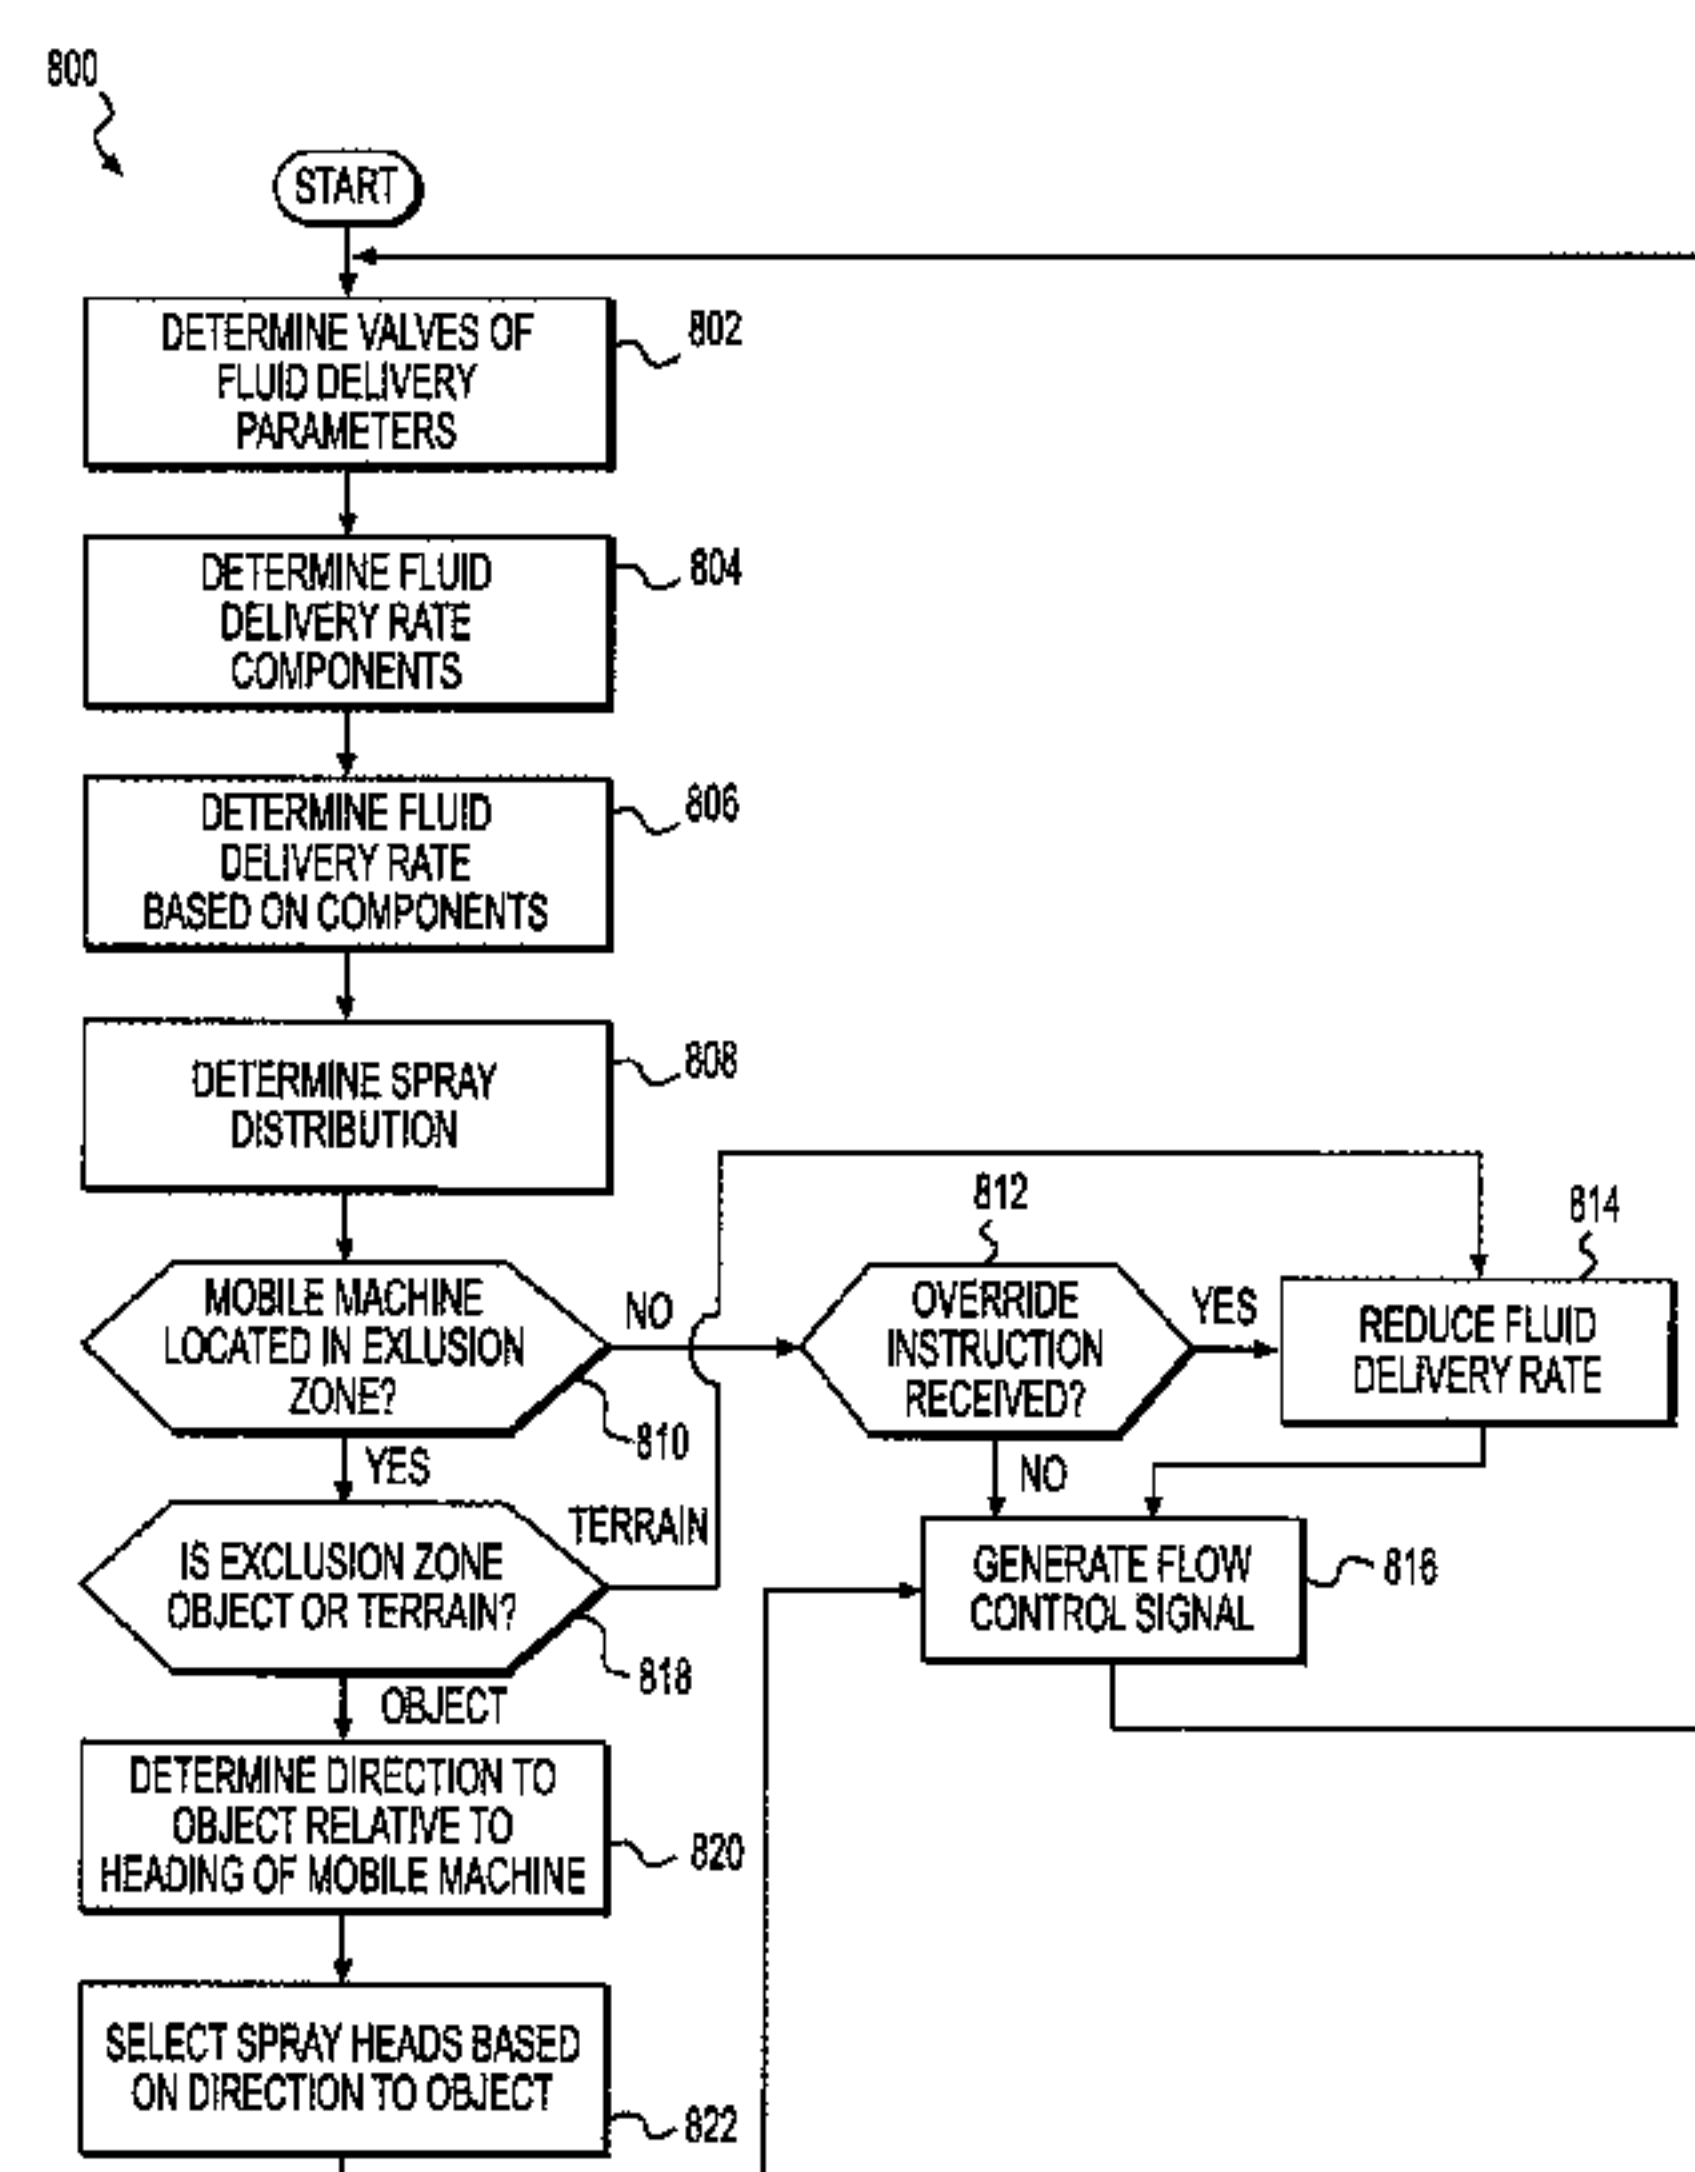 800
START
DETERMINE VALVES OF
FLUID DELIVERY
PARAMETERS
802
DETERMINE FLUID
DELIVERY RATE
COMPONENTS
804
DETERMINE FLUID
DELIVERY RATE
BASED ON COMPONENTS
806
DETERMINE SPRAY
DISTRIBUTION
808
MOBILE MACHINE
LOCATED IN EXLUSION
ZONE?
810
NO
YES
812
OVERRIDE
INSTRUCTION
RECEIVED?
YES
NO
814
REDUCE FLUID
DELIVERY RATE
GENERATE FLOW
CONTROL SIGNAL
816
IS EXCLUSION ZONE
OBJECT OR TERRAIN?
TERRAIN
818
OBJECT
DETERMINE DIRECTION TO
OBJECT RELATIVE TO
HEADING OF MOBILE MACHINE
820
SELECT SPRAY HEADS BASED
ON DIRECTION TO OBJECT
822